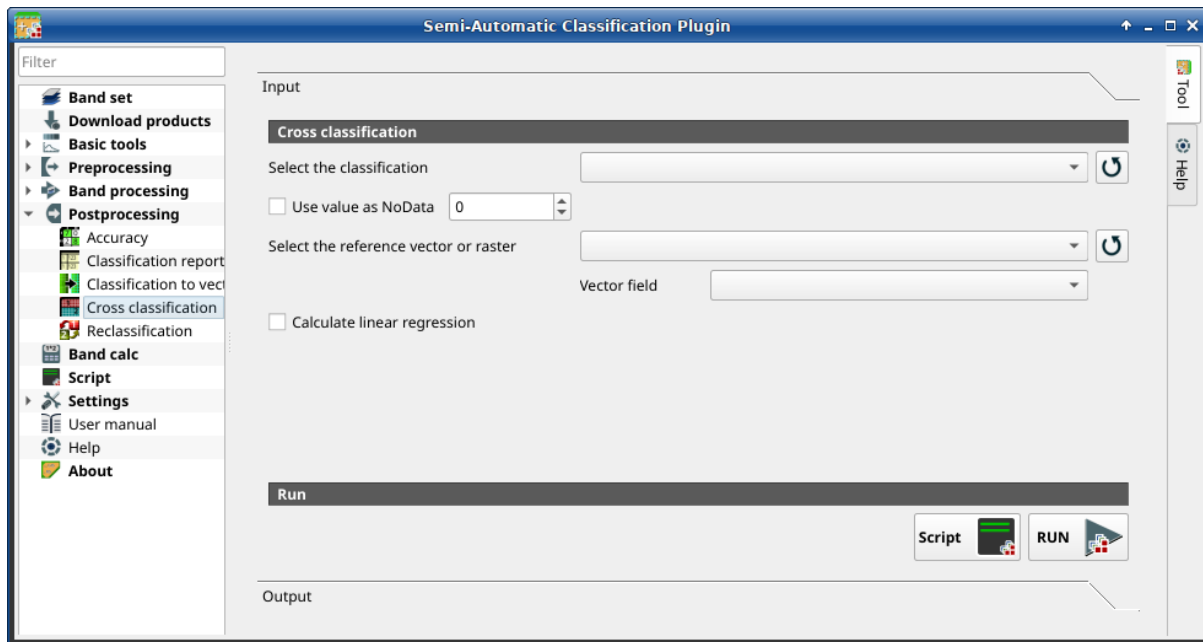 Semi-Automatic Classification Plugin
Filter
Band set
Download products
Basic tools
Preprocessing
Band processing
Postprocessing
Accuracy
Classification report
Classification to vect
Cross classification
Reclassification
Band calc
Script
Settings
User manual
Help
About
Input
Cross classification
Select the classification
Use value as NoData 0
Select the reference vector or raster
Vector field
Calculate linear regression
Run
Script RUN
Output
Tool
Help